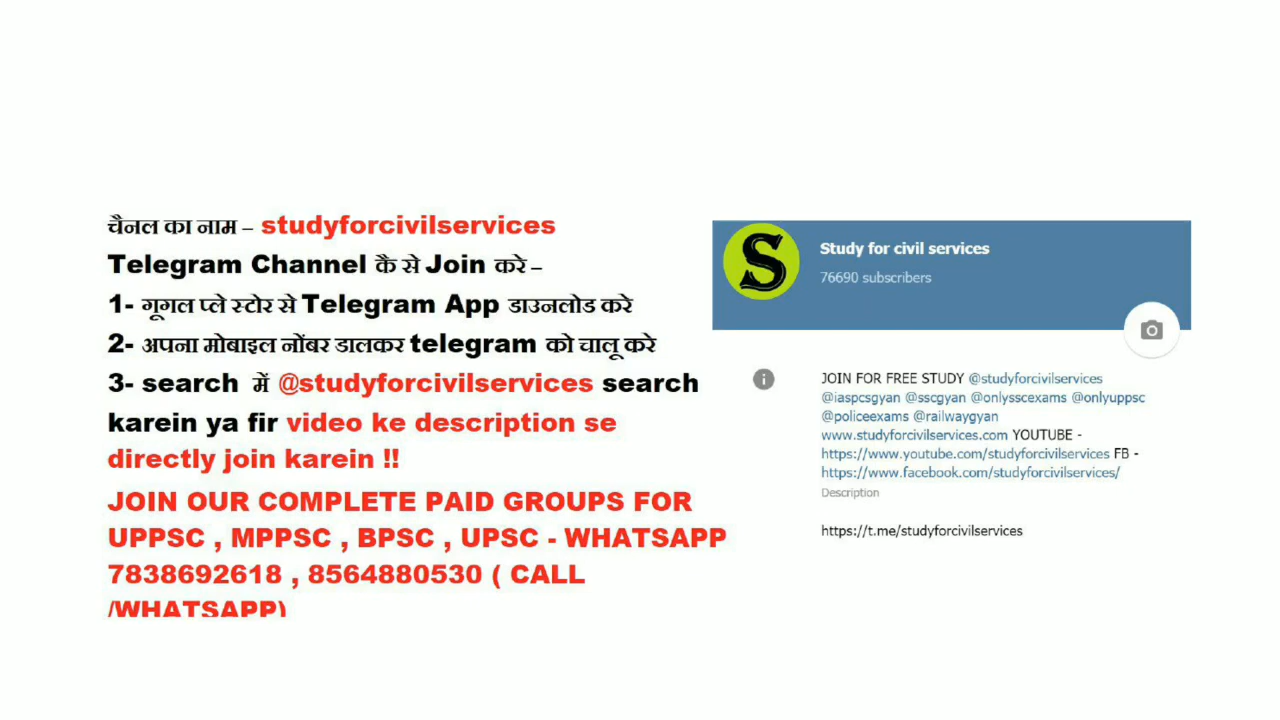 चैनल का नाम – studyforcivilservices
Telegram Channel कैसे Join करे –
1- गूगल प्ले स्टोर से Telegram App डाउनलोड करे
2- अपना मोबाइल नोंबर डालकर telegram को चालू करे
3- search में @studyforcivilservices search
karein ya fir video ke description se
directly join karein !!
JOIN OUR COMPLETE PAID GROUPS FOR
UPPSC , MPPSC , BPSC , UPSC - WHATSAPP
7838692618 , 8564880530 ( CALL
/WHATSAPP)
S
Study for civil services
76690 subscribers
JOIN FOR FREE STUDY @studyforcivilservices
@iaspcsgyan @sscgyan @onlysscexams @onlyuppsc
@policeexams @railwaygyan
www.studyforcivilservices.com YOUTUBE -
https://www.youtube.com/studyforcivilservices FB -
https://www.facebook.com/studyforcivilservices/
Description
https://t.me/studyforcivilservices